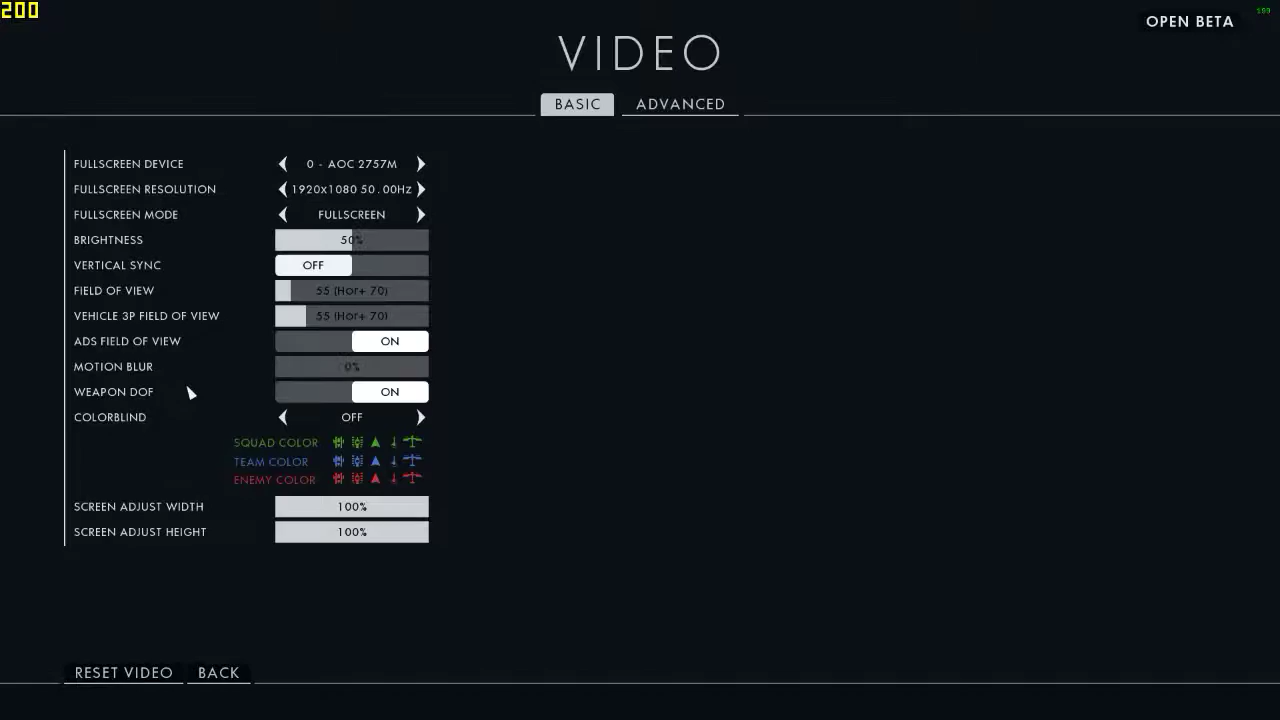 200
199
OPEN BETA
VIDEO
BASIC ADVANCED
FULLSCREEN DEVICE 0 - AOC 2757M
FULLSCREEN RESOLUTION 1920x1080 50.00Hz
FULLSCREEN MODE FULLSCREEN
BRIGHTNESS 50%
VERTICAL SYNC OFF
FIELD OF VIEW 55 (Hor+ 70)
VEHICLE 3P FIELD OF VIEW 55 (Hor+ 70)
ADS FIELD OF VIEW ON
MOTION BLUR 0%
WEAPON DOF ON
COLORBLIND OFF
SQUAD COLOR
TEAM COLOR
ENEMY COLOR
SCREEN ADJUST WIDTH 100%
SCREEN ADJUST HEIGHT 100%
RESET VIDEO BACK